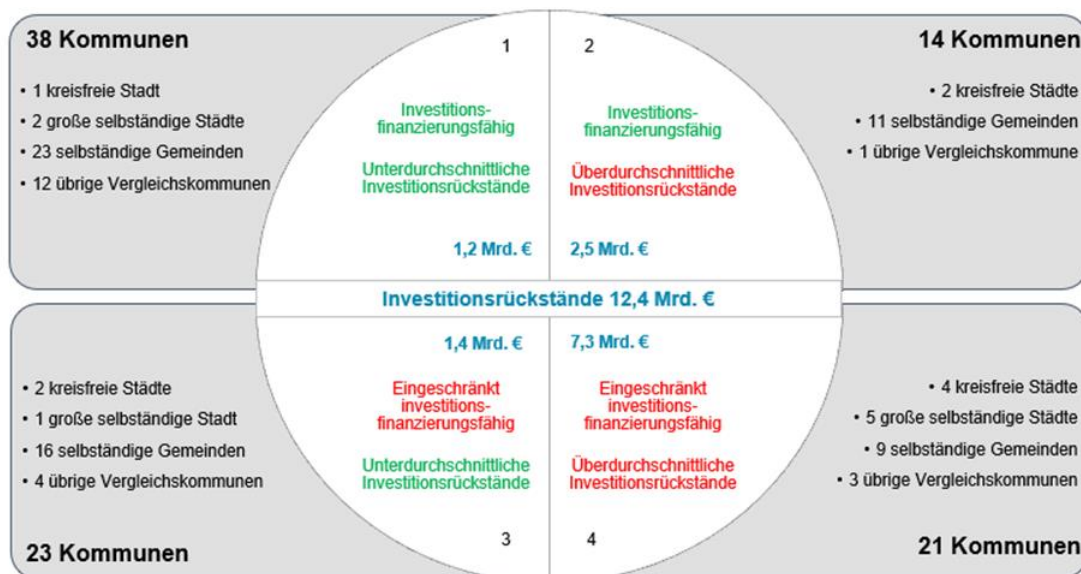 38 Kommunen
• 1 kreisfreie Stadt
• 2 große selbständige Städte
• 23 selbständige Gemeinden
• 12 übrige Vergleichskommunen
1
Investitions-
finanzierungsfähig
Unterdurchschnittliche
Investitionsrückstände
1,2 Mrd. €
2
Investitions-
finanzierungsfähig
Überdurchschnittliche
Investitionsrückstände
2,5 Mrd. €
14 Kommunen
• 2 kreisfreie Städte
• 11 selbständige Gemeinden
• 1 übrige Vergleichskommune
Investitionsrückstände 12,4 Mrd. €
• 2 kreisfreie Städte
• 1 große selbständige Stadt
• 16 selbständige Gemeinden
• 4 übrige Vergleichskommunen
23 Kommunen
1,4 Mrd. €
Eingeschränkt
investitions-
finanzierungsfähig
Unterdurchschnittliche
Investitionsrückstände
3
7,3 Mrd. €
Eingeschränkt
investitions-
finanzierungsfähig
Überdurchschnittliche
Investitionsrückstände
4
• 4 kreisfreie Städte
• 5 große selbständige Städte
• 9 selbständige Gemeinden
• 3 übrige Vergleichskommunen
21 Kommunen